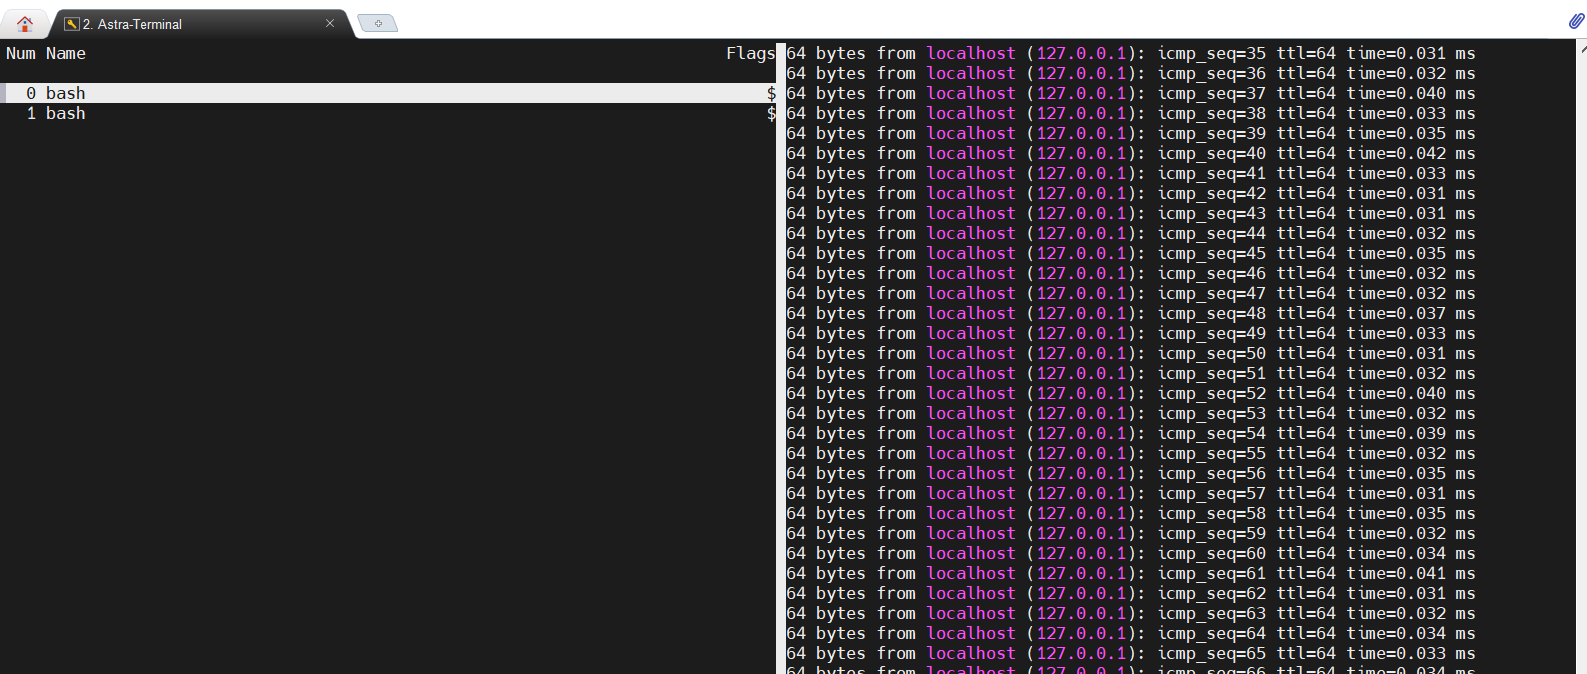 2. Astra-Terminal
Num Name Flags
0 bash $
1 bash $
64 bytes from localhost (127.0.0.1): icmp_seq=35 ttl=64 time=0.031 ms
64 bytes from localhost (127.0.0.1): icmp_seq=36 ttl=64 time=0.032 ms
64 bytes from localhost (127.0.0.1): icmp_seq=37 ttl=64 time=0.040 ms
64 bytes from localhost (127.0.0.1): icmp_seq=38 ttl=64 time=0.033 ms
64 bytes from localhost (127.0.0.1): icmp_seq=39 ttl=64 time=0.035 ms
64 bytes from localhost (127.0.0.1): icmp_seq=40 ttl=64 time=0.042 ms
64 bytes from localhost (127.0.0.1): icmp_seq=41 ttl=64 time=0.033 ms
64 bytes from localhost (127.0.0.1): icmp_seq=42 ttl=64 time=0.031 ms
64 bytes from localhost (127.0.0.1): icmp_seq=43 ttl=64 time=0.031 ms
64 bytes from localhost (127.0.0.1): icmp_seq=44 ttl=64 time=0.032 ms
64 bytes from localhost (127.0.0.1): icmp_seq=45 ttl=64 time=0.035 ms
64 bytes from localhost (127.0.0.1): icmp_seq=46 ttl=64 time=0.032 ms
64 bytes from localhost (127.0.0.1): icmp_seq=47 ttl=64 time=0.032 ms
64 bytes from localhost (127.0.0.1): icmp_seq=48 ttl=64 time=0.037 ms
64 bytes from localhost (127.0.0.1): icmp_seq=49 ttl=64 time=0.033 ms
64 bytes from localhost (127.0.0.1): icmp_seq=50 ttl=64 time=0.031 ms
64 bytes from localhost (127.0.0.1): icmp_seq=51 ttl=64 time=0.032 ms
64 bytes from localhost (127.0.0.1): icmp_seq=52 ttl=64 time=0.040 ms
64 bytes from localhost (127.0.0.1): icmp_seq=53 ttl=64 time=0.032 ms
64 bytes from localhost (127.0.0.1): icmp_seq=54 ttl=64 time=0.039 ms
64 bytes from localhost (127.0.0.1): icmp_seq=55 ttl=64 time=0.032 ms
64 bytes from localhost (127.0.0.1): icmp_seq=56 ttl=64 time=0.035 ms
64 bytes from localhost (127.0.0.1): icmp_seq=57 ttl=64 time=0.031 ms
64 bytes from localhost (127.0.0.1): icmp_seq=58 ttl=64 time=0.035 ms
64 bytes from localhost (127.0.0.1): icmp_seq=59 ttl=64 time=0.032 ms
64 bytes from localhost (127.0.0.1): icmp_seq=60 ttl=64 time=0.034 ms
64 bytes from localhost (127.0.0.1): icmp_seq=61 ttl=64 time=0.041 ms
64 bytes from localhost (127.0.0.1): icmp_seq=62 ttl=64 time=0.031 ms
64 bytes from localhost (127.0.0.1): icmp_seq=63 ttl=64 time=0.032 ms
64 bytes from localhost (127.0.0.1): icmp_seq=64 ttl=64 time=0.034 ms
64 bytes from localhost (127.0.0.1): icmp_seq=65 ttl=64 time=0.033 ms
64 bytes from localhost (127.0.0.1): icmp_seq=66 ttl=64 time=0.034 ms